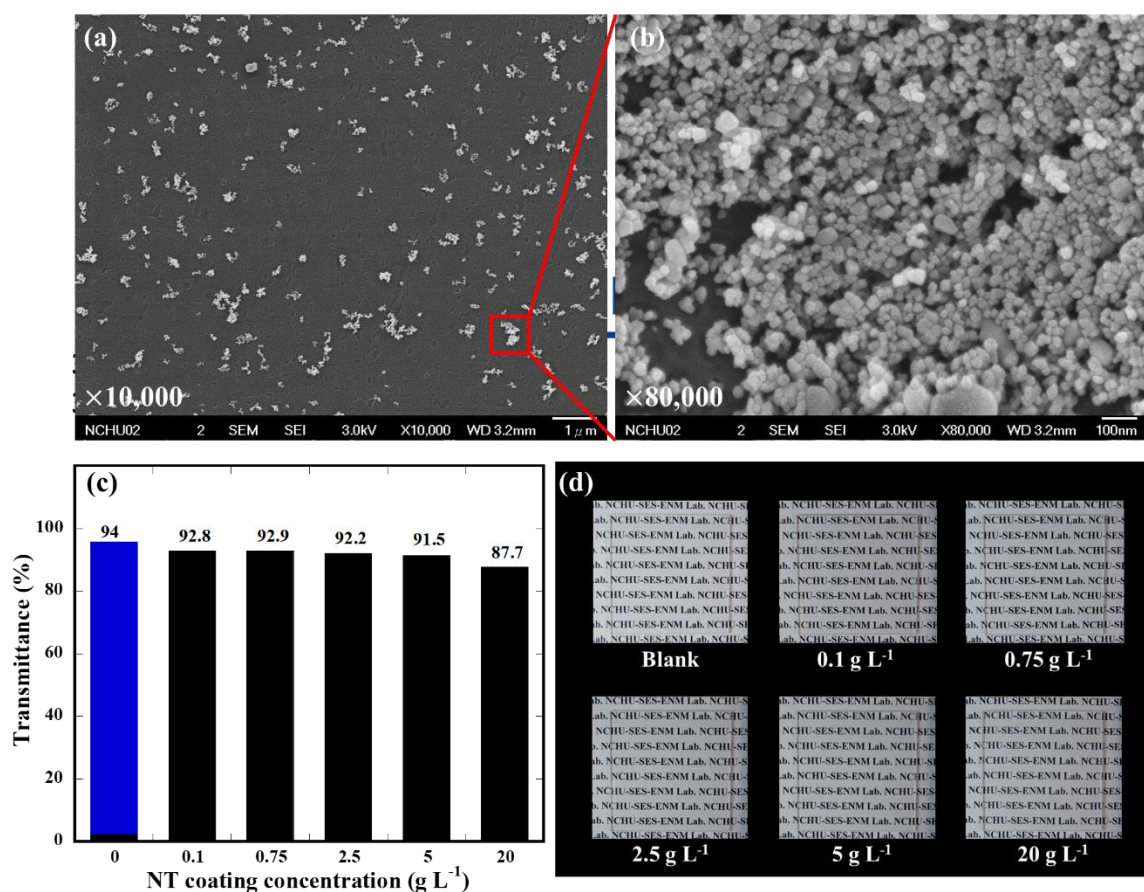 (a)
×10,000
NCHU02 2 SEM SEI 3.0kV X10,000 WD 3.2mm 1 μm
(b)
×80,000
NCHU02 2 SEM SEI 3.0kV X80,000 WD 3.2mm 100nm
(c)
Transmittance (%)
100
80
60
40
20
0
94
92.8
92.9
92.2
91.5
87.7
0 0.1 0.75 2.5 5 20
NT coating concentration (g L⁻¹)
(d)
NCHU-SES-ENM Lab. NCHU-SES-ENM Lab.
Blank
0.1 g L⁻¹
0.75 g L⁻¹
2.5 g L⁻¹
5 g L⁻¹
20 g L⁻¹